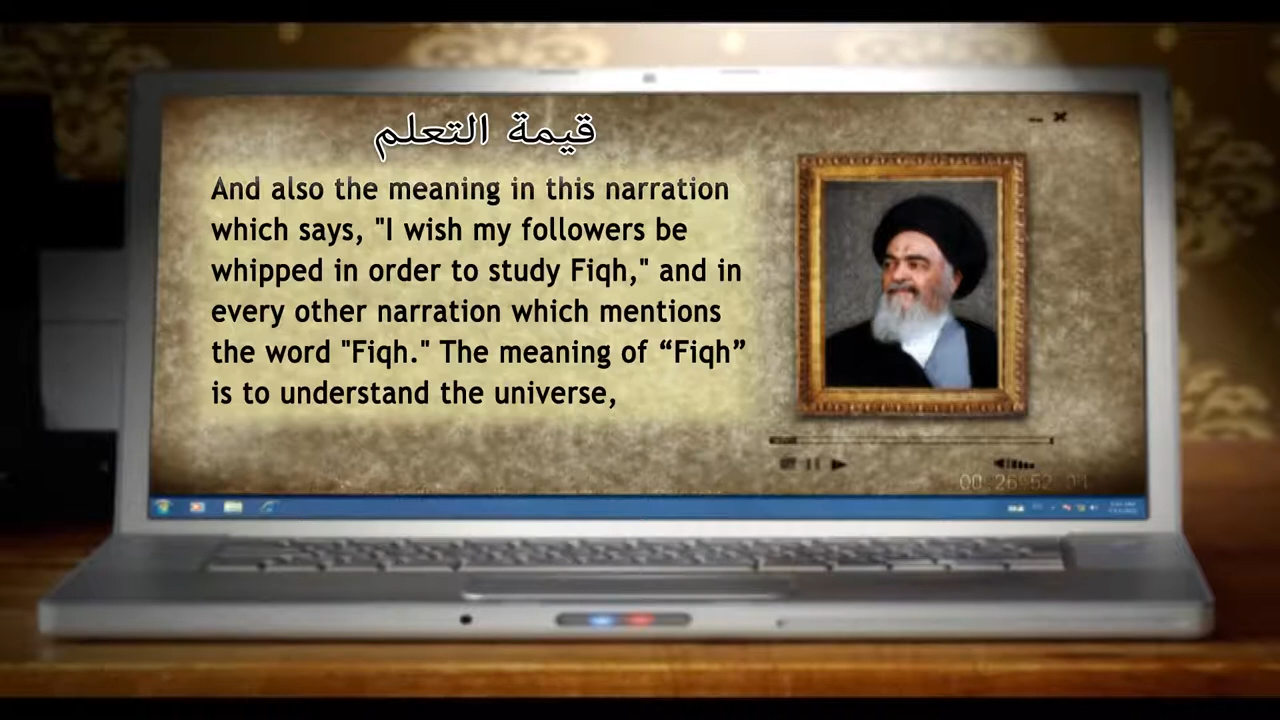 قيمة التعلم
And also the meaning in this narration
which says, "I wish my followers be
whipped in order to study Fiqh," and in
every other narration which mentions
the word "Fiqh." The meaning of “Fiqh”
is to understand the universe,